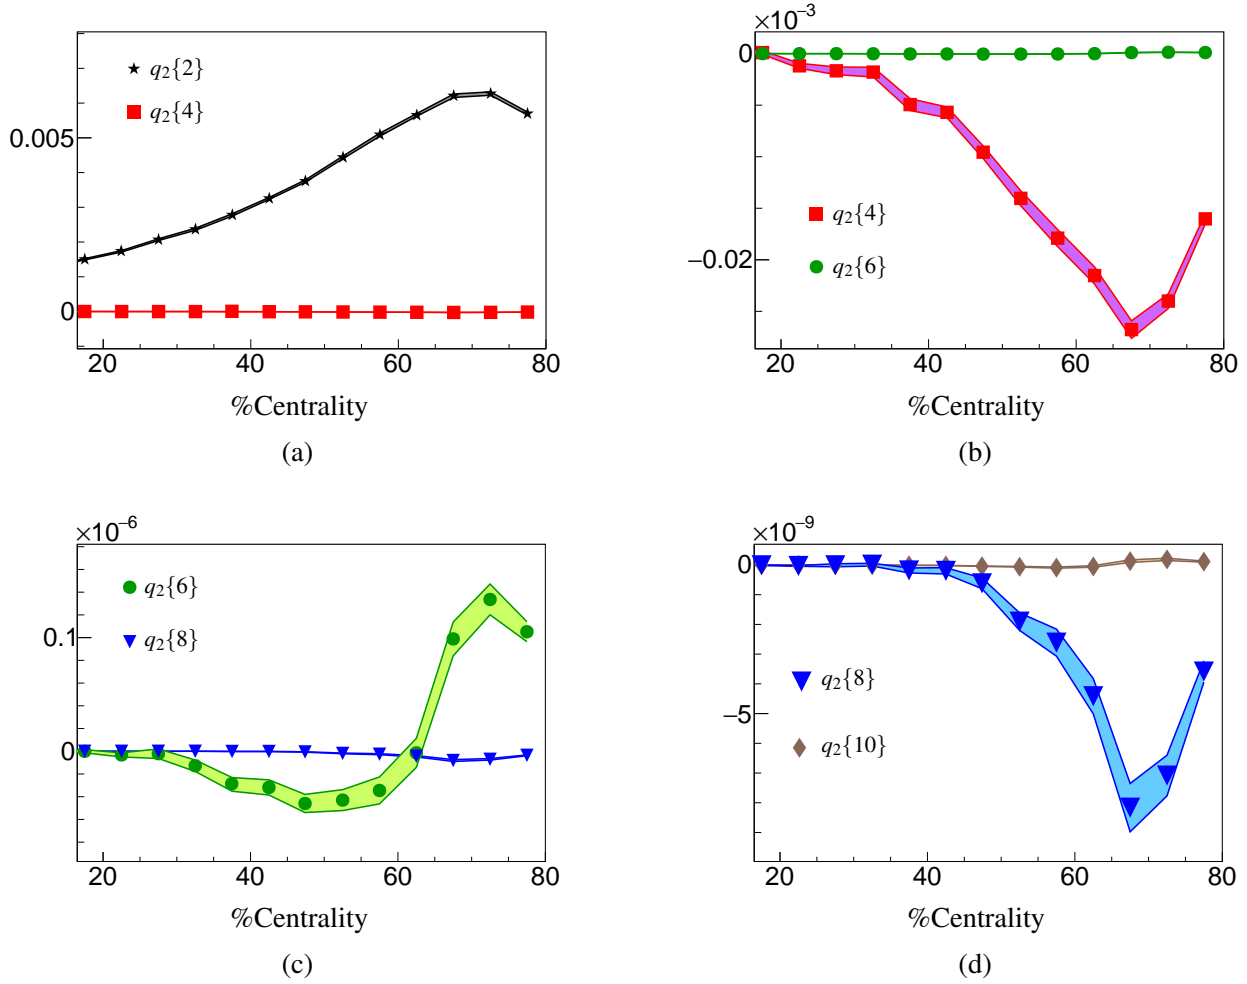 q₂{2}
q₂{4}
0.005
0
20 40 60 80
%Centrality
(a)
×10⁻³
0
q₂{4}
q₂{6}
−0.02
20 40 60 80
%Centrality
(b)
×10⁻⁶
q₂{6}
q₂{8}
0.1
0
20 40 60 80
%Centrality
(c)
×10⁻⁹
0
q₂{8}
−5
q₂{10}
20 40 60 80
%Centrality
(d)